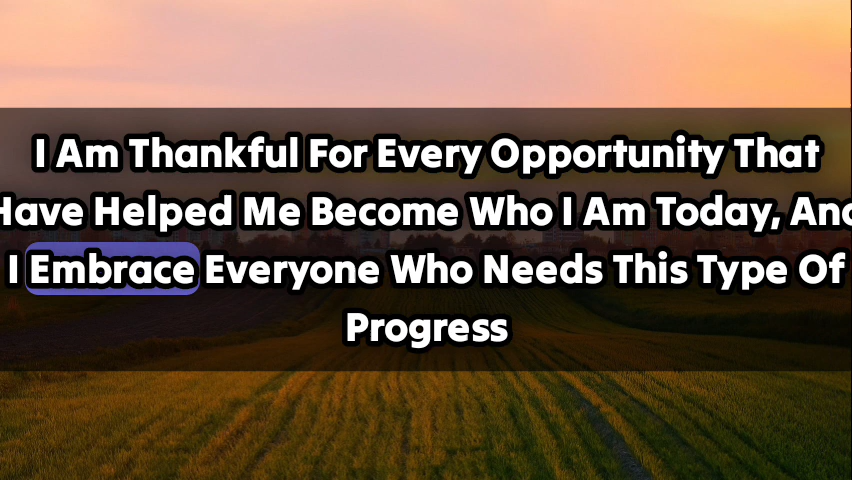 I Am Thankful For Every Opportunity That
Have Helped Me Become Who I Am Today, And
I Embrace Everyone Who Needs This Type Of
Progress